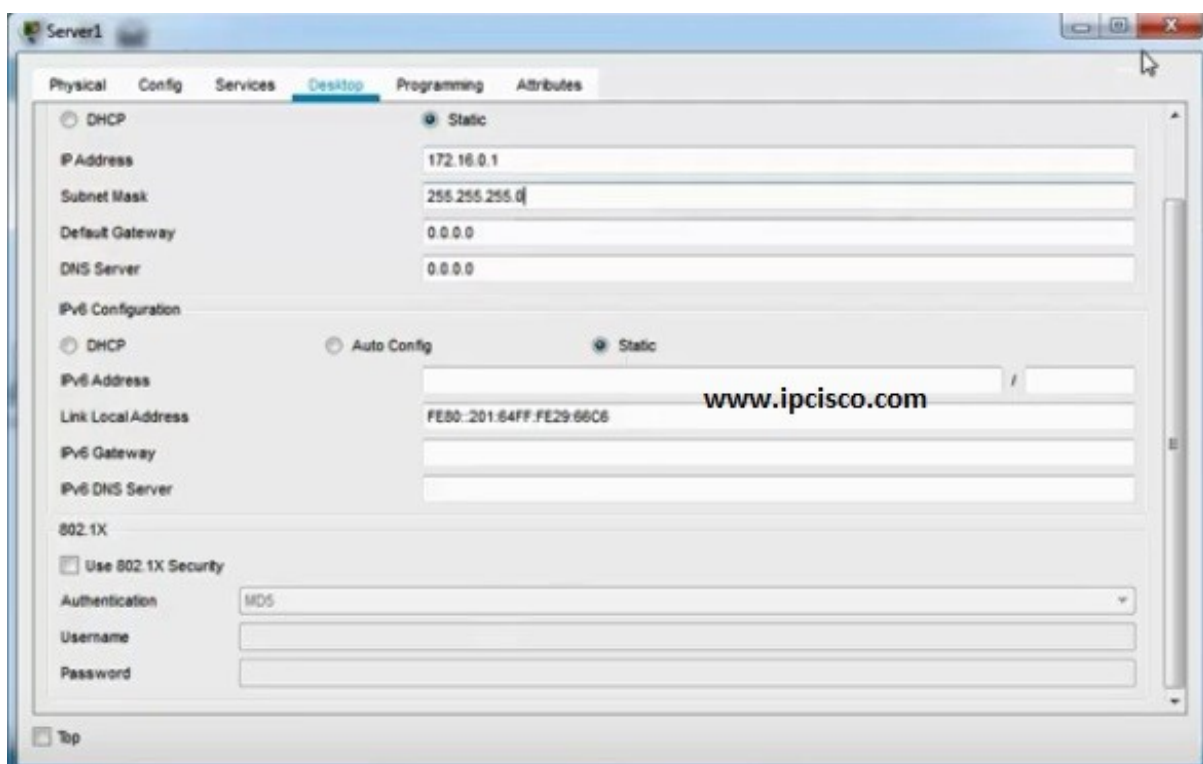 Server1
Physical Config Services Desktop Programming Attributes
DHCP Static
IP Address 172.16.0.1
Subnet Mask 255.255.255.0
Default Gateway 0.0.0.0
DNS Server 0.0.0.0
IPv6 Configuration
DHCP Auto Config Static
IPv6 Address /
www.ipcisco.com
Link Local Address FE80::201:64FF:FE29:66C6
IPv6 Gateway
IPv6 DNS Server
802.1X
Use 802.1X Security
Authentication MD5
Username
Password
Top